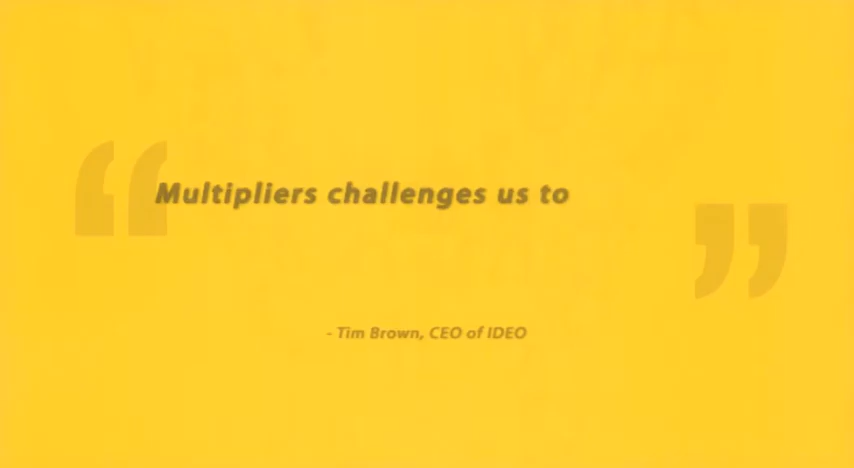 “Multipliers challenges us to”
- Tim Brown, CEO of IDEO